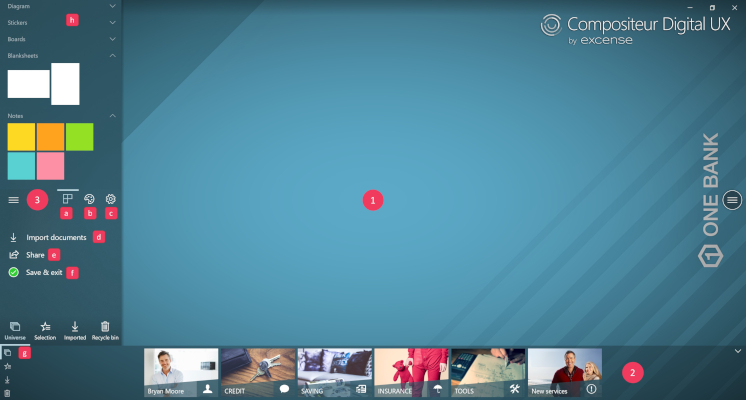 Diagram
Stickers
h
Boards
Blanksheets
Notes
3
a
b
c
Import documents d
Share e
Save & exit f
Universe
Selection
Imported
Recycle bin
g
Compositeur Digital UX
by excense
1
1 ONE BANK
Bryan Moore
CREDIT
SAVING
INSURANCE
TOOLS
New services
2